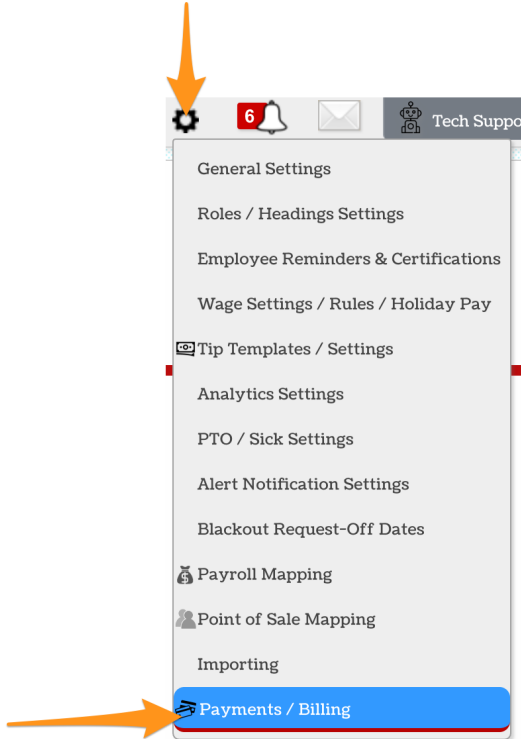 6
Tech Suppo
General Settings
Roles / Headings Settings
Employee Reminders & Certifications
Wage Settings / Rules / Holiday Pay
Tip Templates / Settings
Analytics Settings
PTO / Sick Settings
Alert Notification Settings
Blackout Request-Off Dates
Payroll Mapping
Point of Sale Mapping
Importing
Payments / Billing